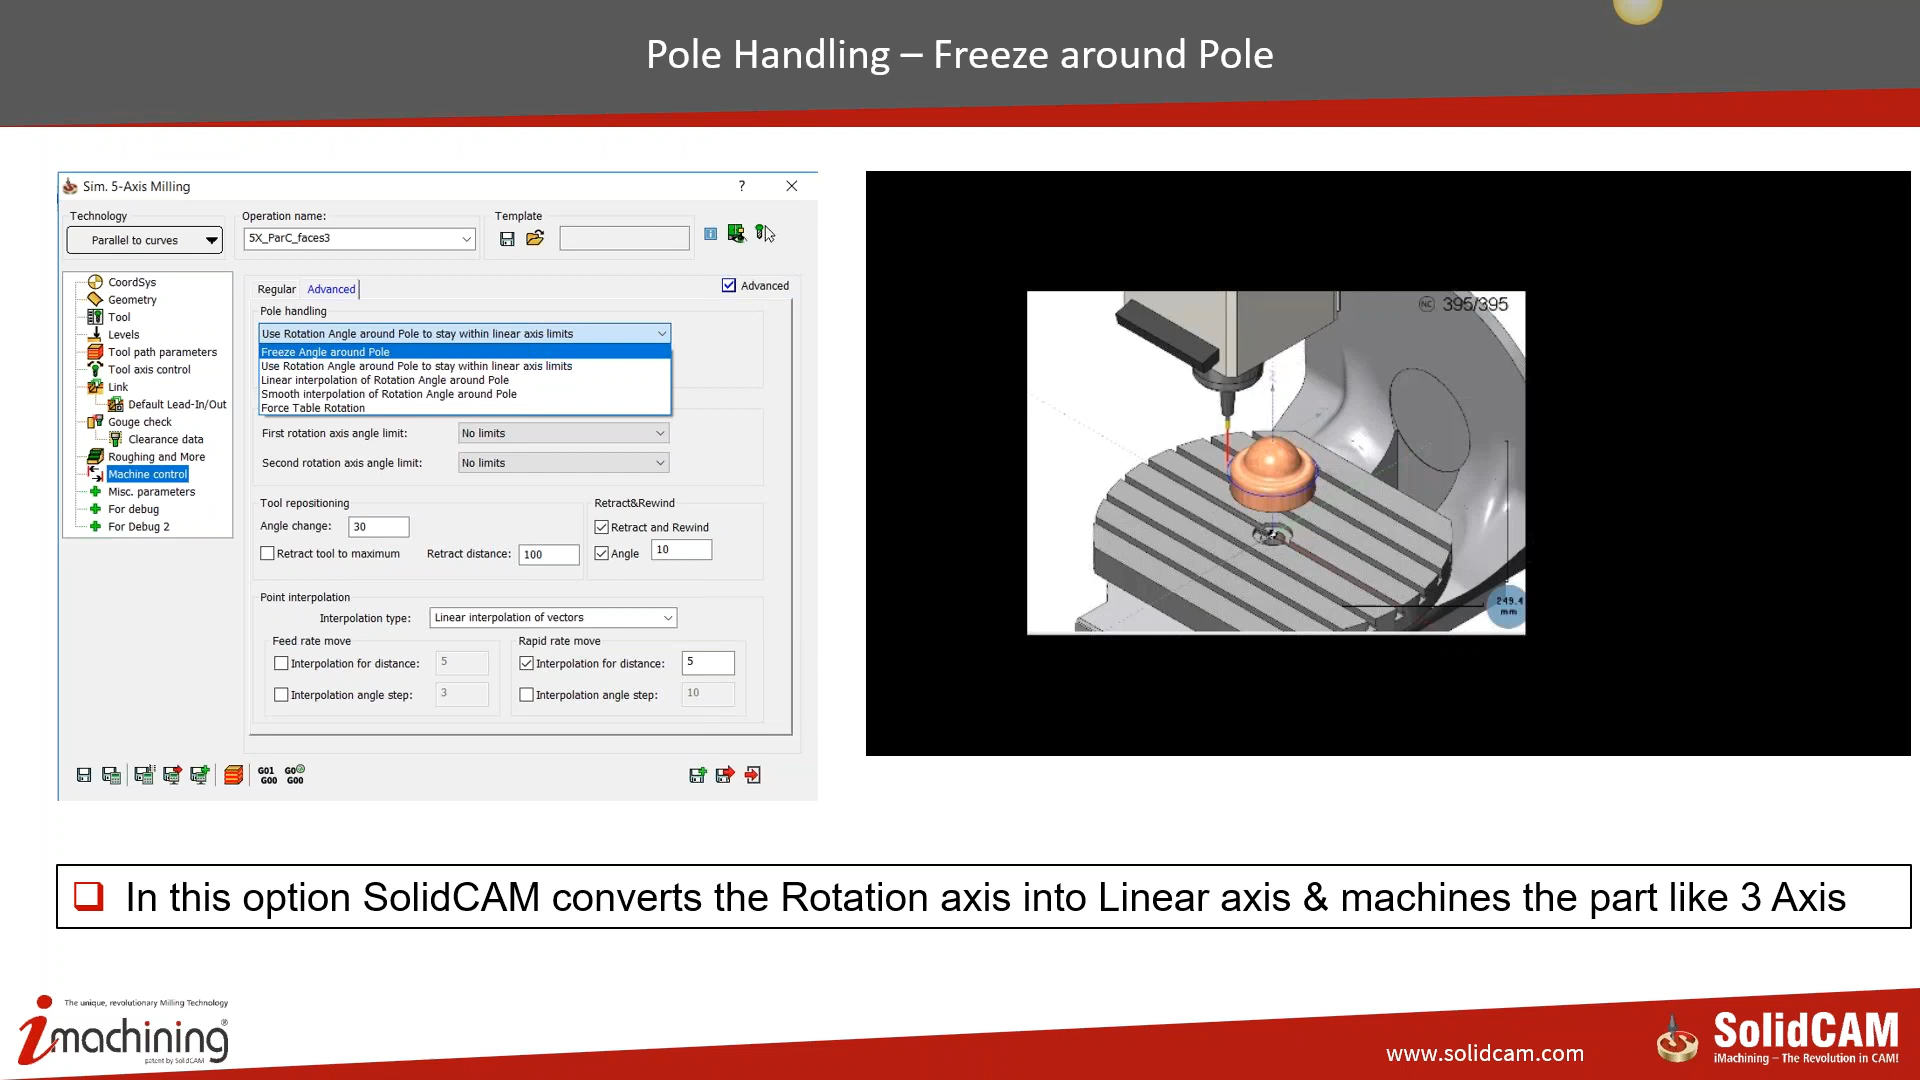 Pole Handling – Freeze around Pole
Sim. 5-Axis Milling
?
Technology
Parallel to curves
Operation name:
5X_ParC_faces3
Template
CoordSys
Geometry
Tool
Levels
Tool path parameters
Tool axis control
Link
Default Lead-In/Out
Gouge check
Clearance data
Roughing and More
Machine control
Misc. parameters
For debug
For Debug 2
Regular Advanced
Advanced
Pole handling
Use Rotation Angle around Pole to stay within linear axis limits
Freeze Angle around Pole
Use Rotation Angle around Pole to stay within linear axis limits
Linear interpolation of Rotation Angle around Pole
Smooth interpolation of Rotation Angle around Pole
Force Table Rotation
First rotation axis angle limit: No limits
Second rotation axis angle limit: No limits
Tool repositioning
Angle change: 30
Retract tool to maximum Retract distance: 100
Retract&Rewind
Retract and Rewind
Angle 10
Point interpolation
Interpolation type: Linear interpolation of vectors
Feed rate move
Interpolation for distance: 5
Interpolation angle step: 3
Rapid rate move
Interpolation for distance: 5
Interpolation angle step: 10
G01
G00
G0
G00
NC 395/395
249.4
mm
In this option SolidCAM converts the Rotation axis into Linear axis & machines the part like 3 Axis
The unique, revolutionary Milling Technology
imachining®
patent by SolidCAM
www.solidcam.com
SolidCAM
iMachining – The Revolution in CAM!